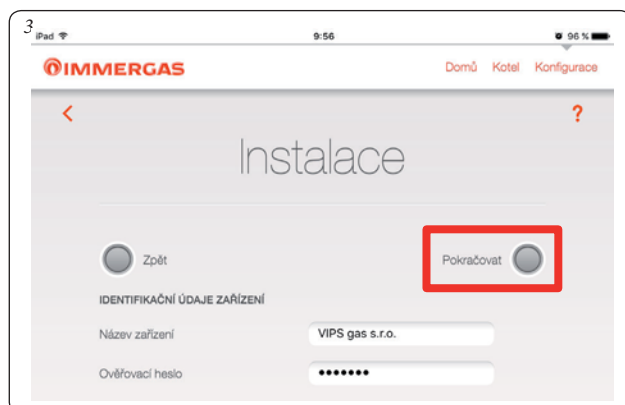 3
iPad 9:56 96 %
IMMERGAS Domů Kotel Konfigurace
< ?
Instalace
Zpět Pokračovat
IDENTIFIKAČNÍ ÚDAJE ZAŘÍZENÍ
Název zařízení VIPS gas s.r.o.
Ověřovací heslo •••••••